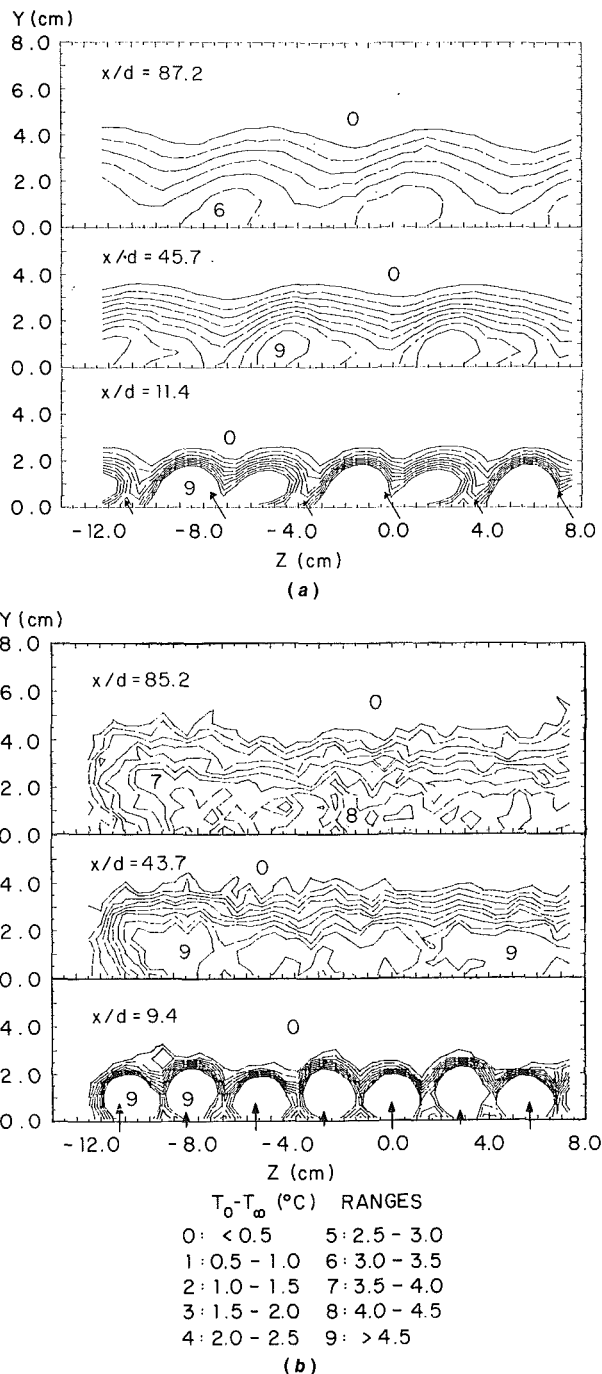 Y (cm)
8.0
x/d = 87.2
6.0
0
4.0
2.0
6
0.0
x/d = 45.7
0
4.0
2.0
9
0.0
x/d = 11.4
4.0
0
2.0
9
0.0
-12.0 -8.0 -4.0 0.0 4.0 8.0
Z (cm)
(a)
Y (cm)
8.0
x/d = 85.2
6.0
0
4.0
7
2.0
8
0.0
x/d = 43.7
0
4.0
2.0
9 9
0.0
x/d = 9.4
4.0
0
2.0
9 9
0.0
-12.0 -8.0 -4.0 0.0 4.0 8.0
Z (cm)
T₀-T∞ (°C) RANGES
0: < 0.5 5: 2.5 - 3.0
1: 0.5 - 1.0 6: 3.0 - 3.5
2: 1.0 - 1.5 7: 3.5 - 4.0
3: 1.5 - 2.0 8: 4.0 - 4.5
4: 2.0 - 2.5 9: > 4.5
(b)